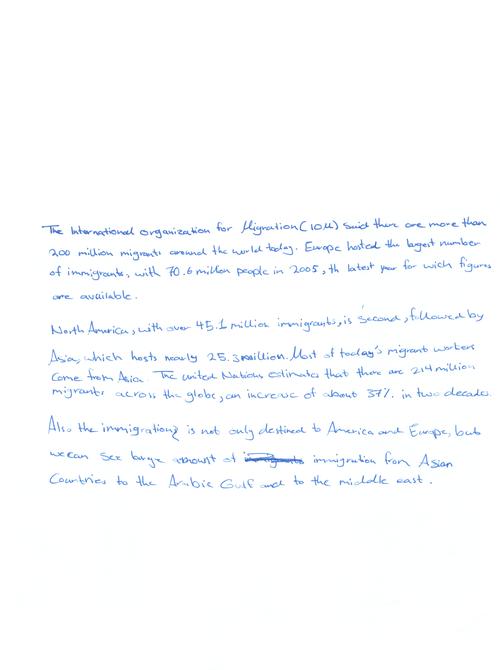 The International organization for Migration (IOM) said there are more than
200 million migrants around the world today. Europe hosted the largest number
of immigrants, with 70.6 million people in 2005, th latest year for wich figures
are available.
North America, with over 45.1 million immigrants, is second, followed by
Asia, which hosts nearly 25.3 million. Most of today's migrant workers
come from Asia. The united Nations estimates that there are 214 million
migrants across the globe, an increase of about 37% in two decades.
Also the immigration is not only destined to America and Europe, but
we can see large amount of immigration from Asian
Countries to the Arabic Gulf and to the middle east.